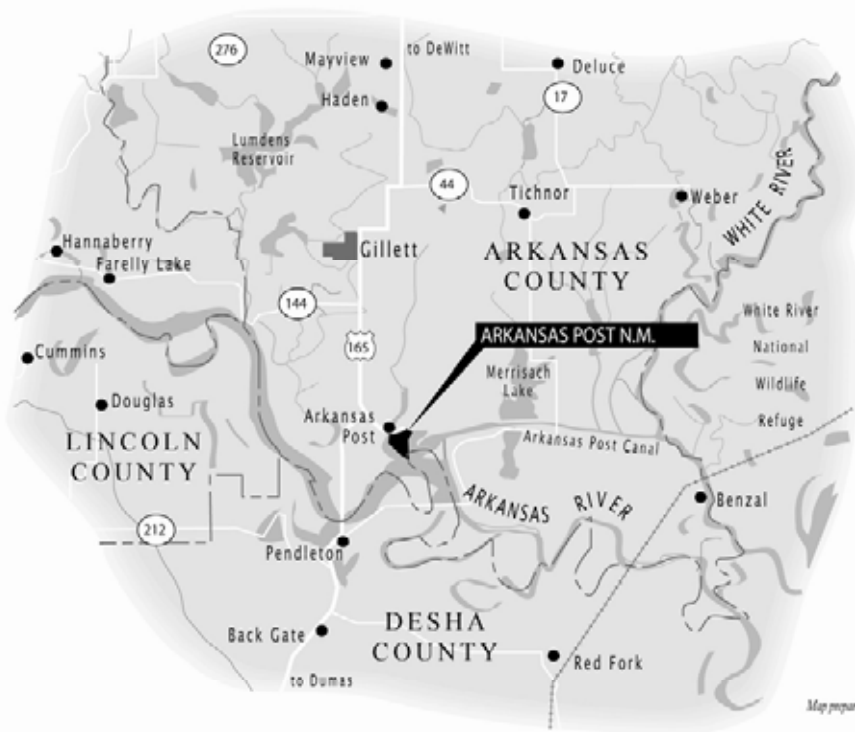 276
Mayview
to DeWitt
Deluce
17
Haden
Lumdens
Reservoir
44
Tichnor
Weber
WHITE RIVER
Hannaberry
Farelly Lake
Gillett
ARKANSAS
COUNTY
144
165
ARKANSAS POST N.M.
White River
National
Wildlife
Refuge
Cummins
Merrisach
Lake
Douglas
Arkansas
Post
LINCOLN
COUNTY
Arkansas Post Canal
ARKANSAS RIVER
Benzal
212
Pendleton
Back Gate
DESHA
COUNTY
Red Fork
to Dumas
Map